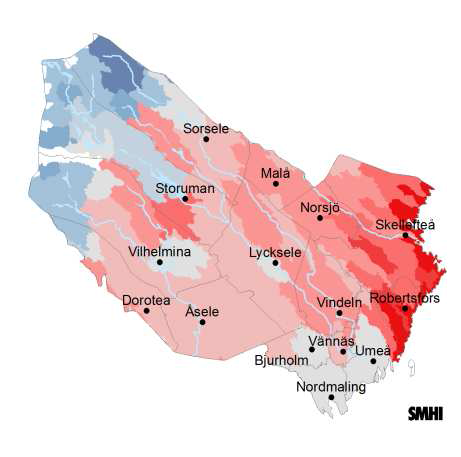 Sorsele
Malå
Storuman
Norsjö
Skellefteå
Vilhelmina
Lycksele
Dorotea
Åsele
Vindeln
Robertsfors
Vännäs
Bjurholm
Umeå
Nordmaling
SMHI